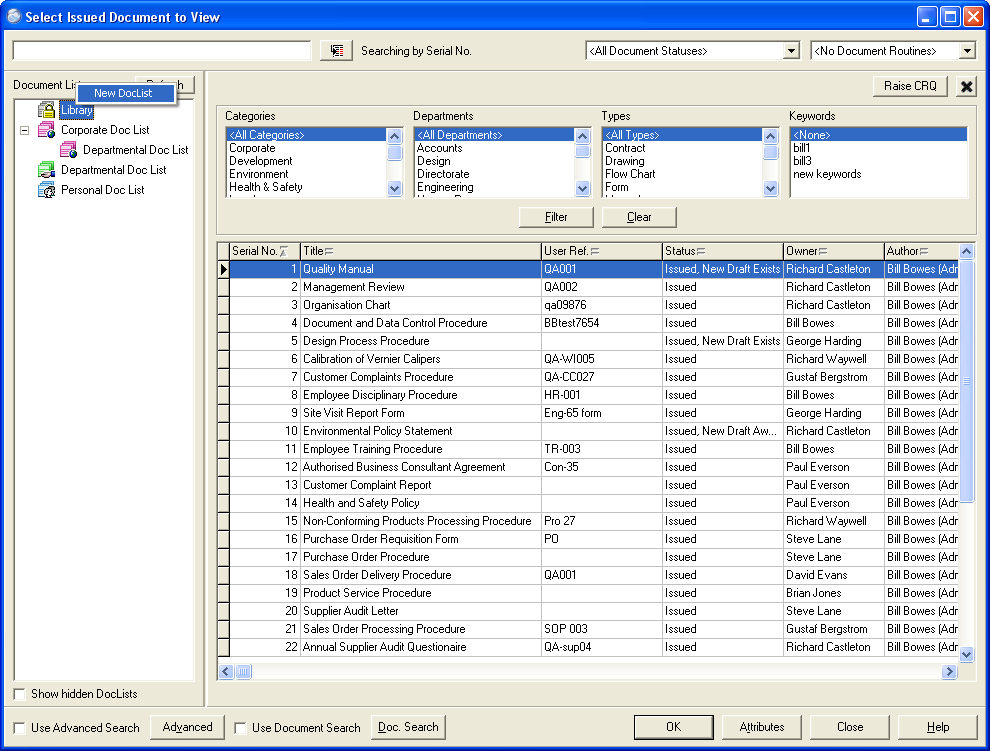 Select Issued Document to View
Searching by Serial No. <All Document Statuses> <No Document Routines>
Document
New DocList
Raise CRQ
Library
Corporate Doc List
Departmental Doc List
Departmental Doc List
Personal Doc List
Categories Departments Types Keywords
<All Categories> <All Departments> <All Types> <None>
Corporate Accounts Contract bill1
Development Design Drawing bill3
Environment Directorate Flow Chart new keywords
Health & Safety Engineering Form
Filter Clear
Serial No. Title User Ref. Status Owner Author
1 Quality Manual QA001 Issued, New Draft Exists Richard Castleton Bill Bowes (Adr
2 Management Review QA002 Issued Richard Castleton Bill Bowes (Adr
3 Organisation Chart qa09876 Issued Richard Castleton Bill Bowes (Adr
4 Document and Data Control Procedure BBtest7654 Issued Bill Bowes Bill Bowes (Adr
5 Design Process Procedure Issued, New Draft Exists George Harding Bill Bowes (Adr
6 Calibration of Vernier Calipers QA-WI005 Issued Richard Waywell Bill Bowes (Adr
7 Customer Complaints Procedure QA-CC027 Issued Gustaf Bergstrom Bill Bowes (Adr
8 Employee Disciplinary Procedure HR-001 Issued Bill Bowes Bill Bowes (Adr
9 Site Visit Report Form Eng-65 form Issued George Harding Bill Bowes (Adr
10 Environmental Policy Statement Issued, New Draft Aw... Richard Castleton Bill Bowes (Adr
11 Employee Training Procedure TR-003 Issued Bill Bowes Bill Bowes (Adr
12 Authorised Business Consultant Agreement Con-35 Issued Paul Everson Bill Bowes (Adr
13 Customer Complaint Report Issued Paul Everson Bill Bowes (Adr
14 Health and Safety Policy Issued Paul Everson Bill Bowes (Adr
15 Non-Conforming Products Processing Procedure Pro 27 Issued Richard Waywell Bill Bowes (Adr
16 Purchase Order Requisition Form PO Issued Steve Lane Bill Bowes (Adr
17 Purchase Order Procedure Issued Steve Lane Bill Bowes (Adr
18 Sales Order Delivery Procedure QA001 Issued David Evans Bill Bowes (Adr
19 Product Service Procedure Issued Brian Jones Bill Bowes (Adr
20 Supplier Audit Letter Issued Steve Lane Bill Bowes (Adr
21 Sales Order Processing Procedure SOP 003 Issued Gustaf Bergstrom Bill Bowes (Adr
22 Annual Supplier Audit Questionaire QA-sup04 Issued Richard Castleton Bill Bowes (Adr
Show hidden DocLists
Use Advanced Search Advanced Use Document Search Doc. Search OK Attributes Close Help